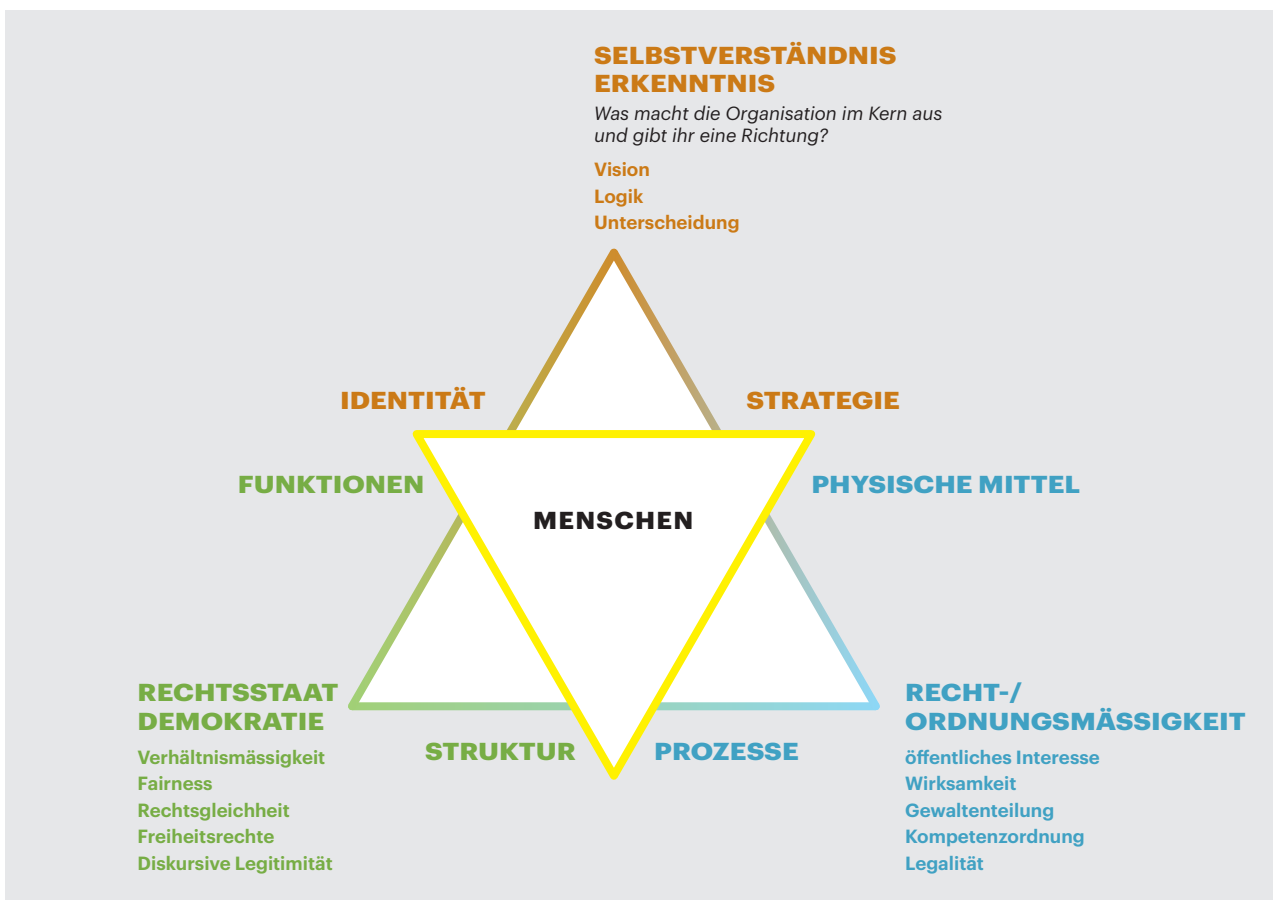 SELBSTVERSTÄNDNIS
ERKENNTNIS
Was macht die Organisation im Kern aus
und gibt ihr eine Richtung?
Vision
Logik
Unterscheidung
IDENTITÄT
STRATEGIE
FUNKTIONEN
PHYSISCHE MITTEL
MENSCHEN
RECHTSSTAAT
DEMOKRATIE
Verhältnismässigkeit
Fairness
Rechtsgleichheit
Freiheitsrechte
Diskursive Legitimität
STRUKTUR
PROZESSE
RECHT-/
ORDNUNGSMÄSSIGKEIT
öffentliches Interesse
Wirksamkeit
Gewaltenteilung
Kompetenzordnung
Legalität